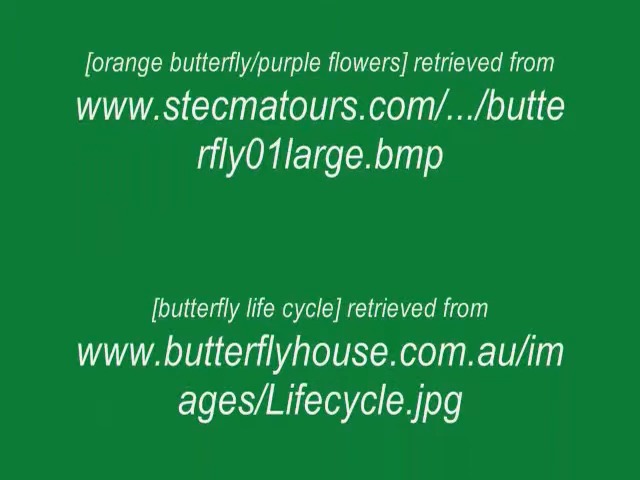 [orange butterfly/purple flowers] retrieved from
www.stecmatours.com/.../butte
rfly01large.bmp
[butterfly life cycle] retrieved from
www.butterflyhouse.com.au/im
ages/Lifecycle.jpg